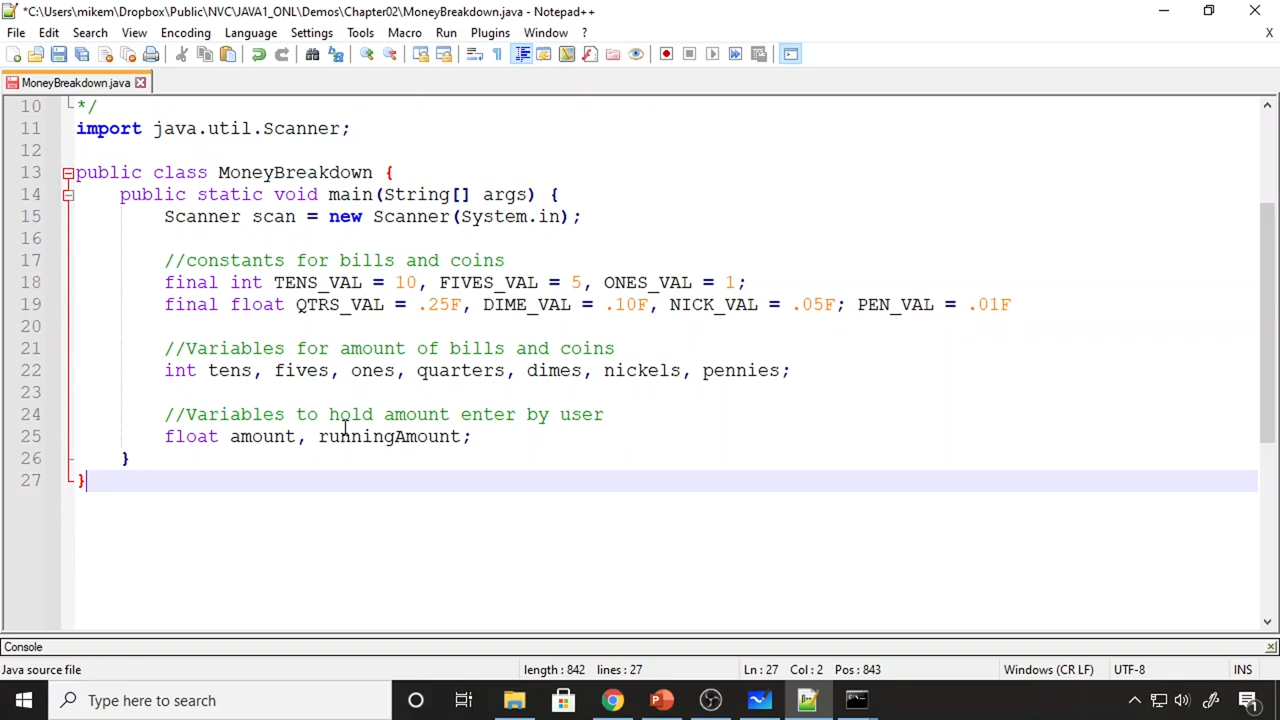 *C:\Users\mikem\Dropbox\Public\NVC\JAVA1_ONL\Demos\Chapter02\MoneyBreakdown.java - Notepad++
File Edit Search View Encoding Language Settings Tools Macro Run Plugins Window ? X
MoneyBreakdown.java
10 */
11 import java.util.Scanner;
12
13 public class MoneyBreakdown {
14 public static void main(String[] args) {
15 Scanner scan = new Scanner(System.in);
16
17 //constants for bills and coins
18 final int TENS_VAL = 10, FIVES_VAL = 5, ONES_VAL = 1;
19 final float QTRS_VAL = .25F, DIME_VAL = .10F, NICK_VAL = .05F; PEN_VAL = .01F
20
21 //Variables for amount of bills and coins
22 int tens, fives, ones, quarters, dimes, nickels, pennies;
23
24 //Variables to hold amount enter by user
25 float amount, runningAmount;
26 }
27 }
Console
Java source file length : 842 lines : 27 Ln : 27 Col : 2 Pos : 843 Windows (CR LF) UTF-8 INS
Type here to search 1